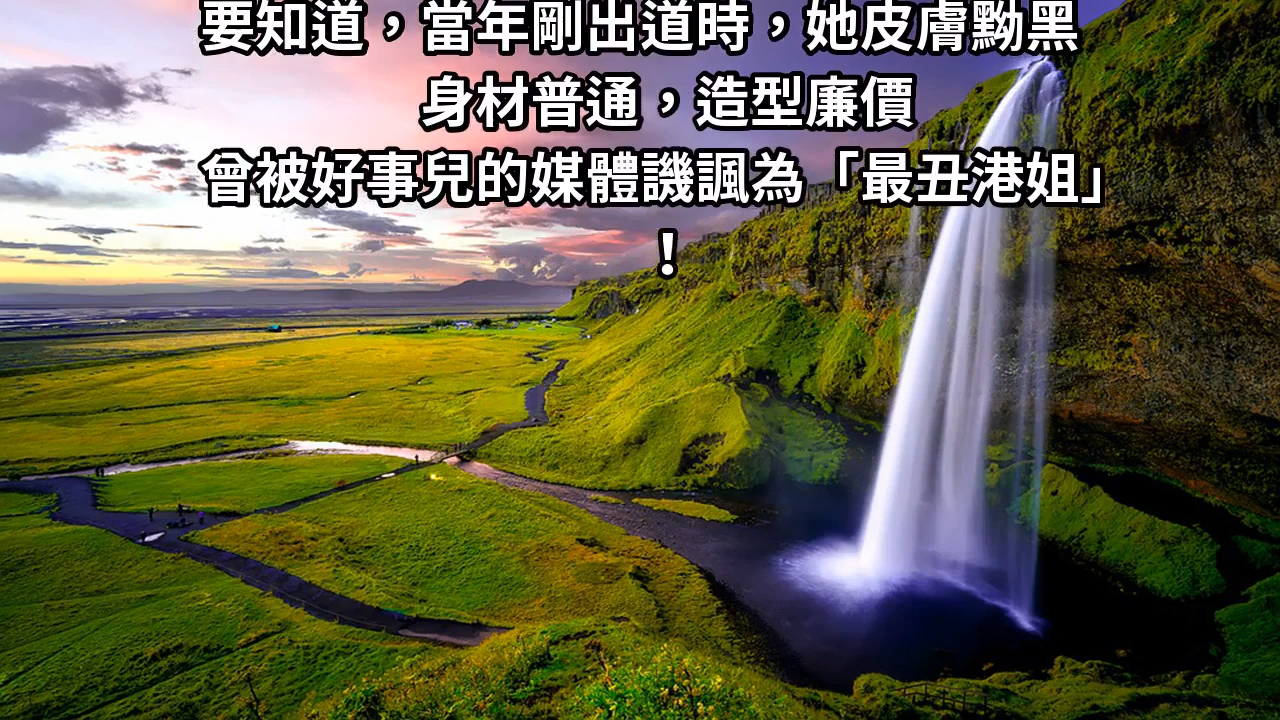 要知道，當年剛出道時，她皮膚黝黑
身材普通，造型廉價
曾被好事兒的媒體譏諷為「最丑港姐」
！